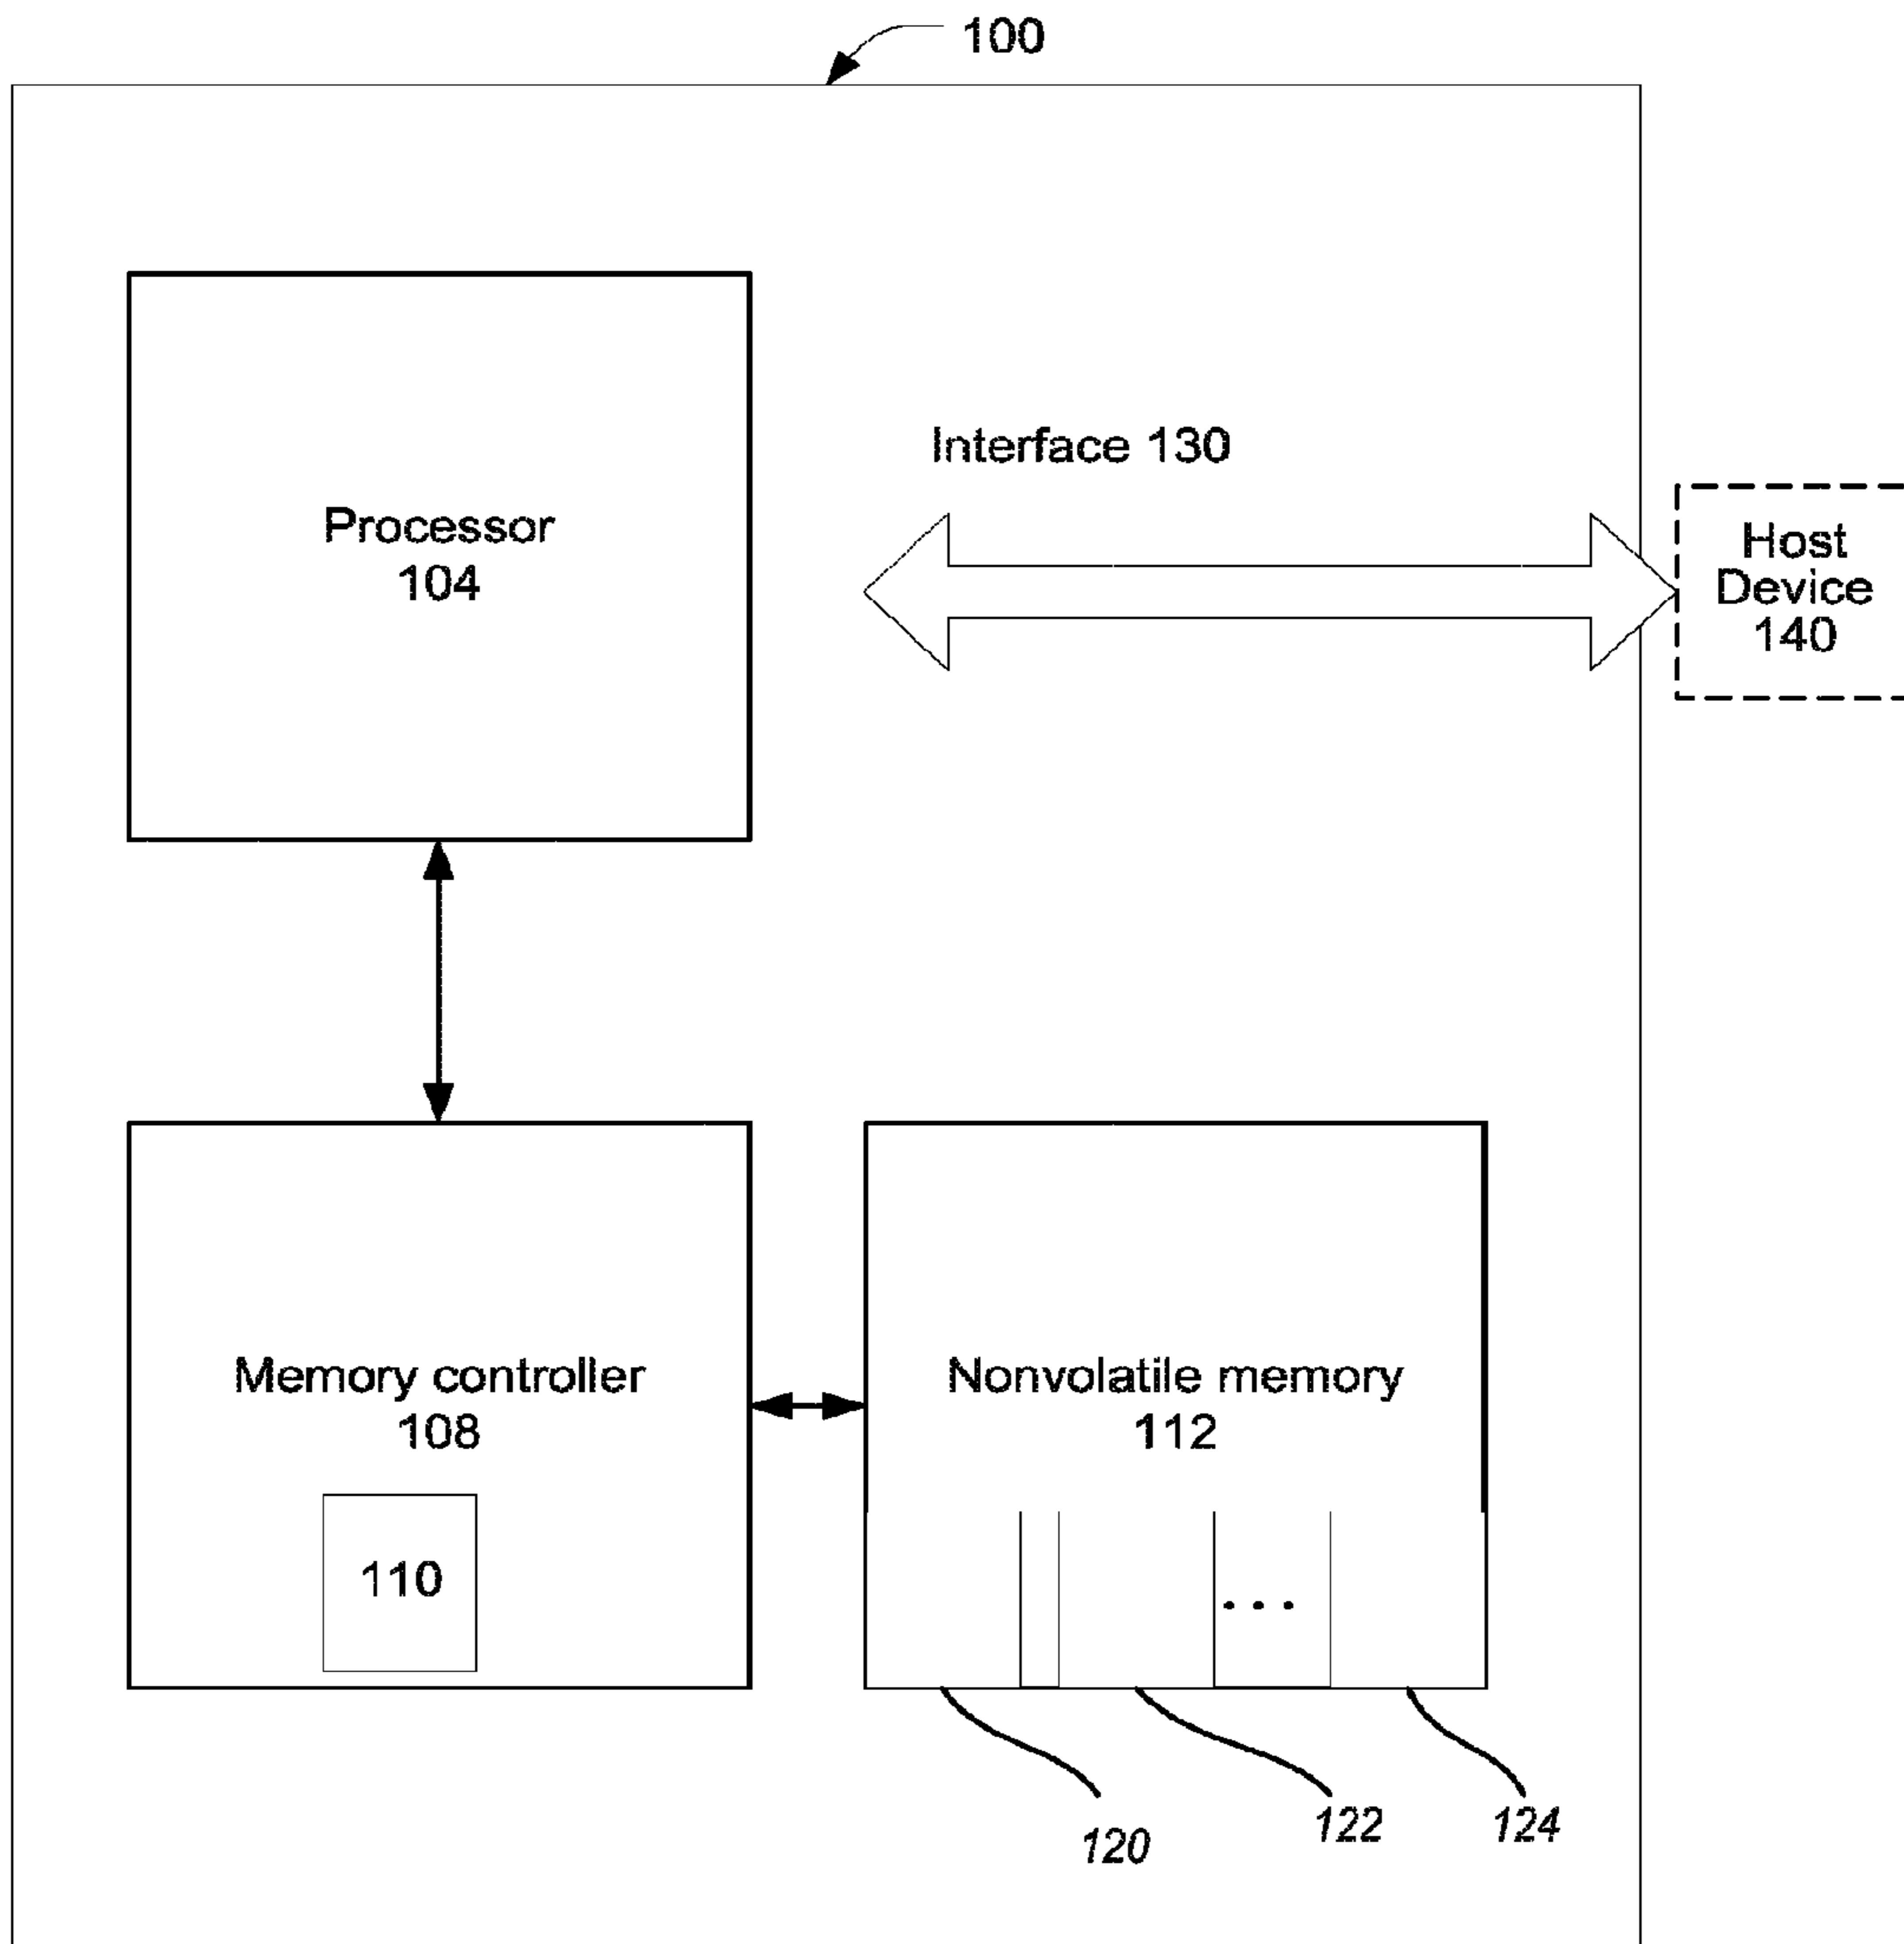 100
Interface 130
Processor
104
Host
Device
140
Memory controller
108
Nonvolatile memory
112
110
...
120
122
124